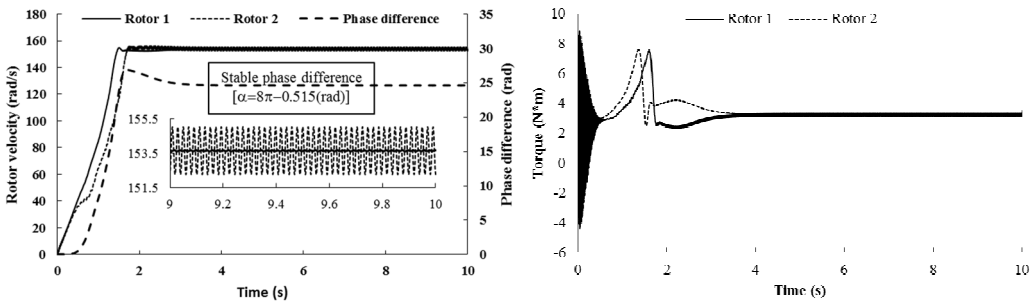 Rotor 1 Rotor 2 Phase difference
Rotor velocity (rad/s)
180
160
140
120
100
80
60
40
20
0
Stable phase difference
[α=8π−0.515(rad)]
155.5
153.5
151.5
9 9.2 9.4 9.6 9.8 10
35
30
25
20
15
10
5
0
Phase difference (rad)
0 2 4 6 8 10
Time (s)
Rotor 1 Rotor 2
Torque (N*m)
10
8
6
4
2
0
-2
-4
-6
0 2 4 6 8 10
Time (s)